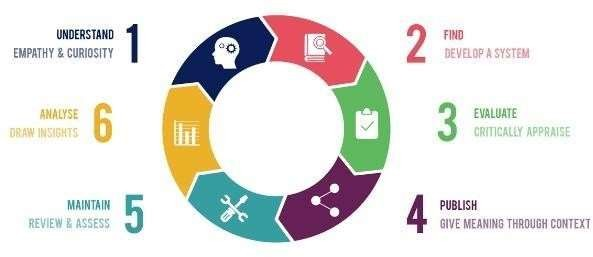 UNDERSTAND
EMPATHY & CURIOSITY
1
2
FIND
DEVELOP A SYSTEM
3
EVALUATE
CRITICALLY APPRAISE
4
PUBLISH
GIVE MEANING THROUGH CONTEXT
MAINTAIN
REVIEW & ASSESS
5
ANALYSE
DRAW INSIGHTS
6